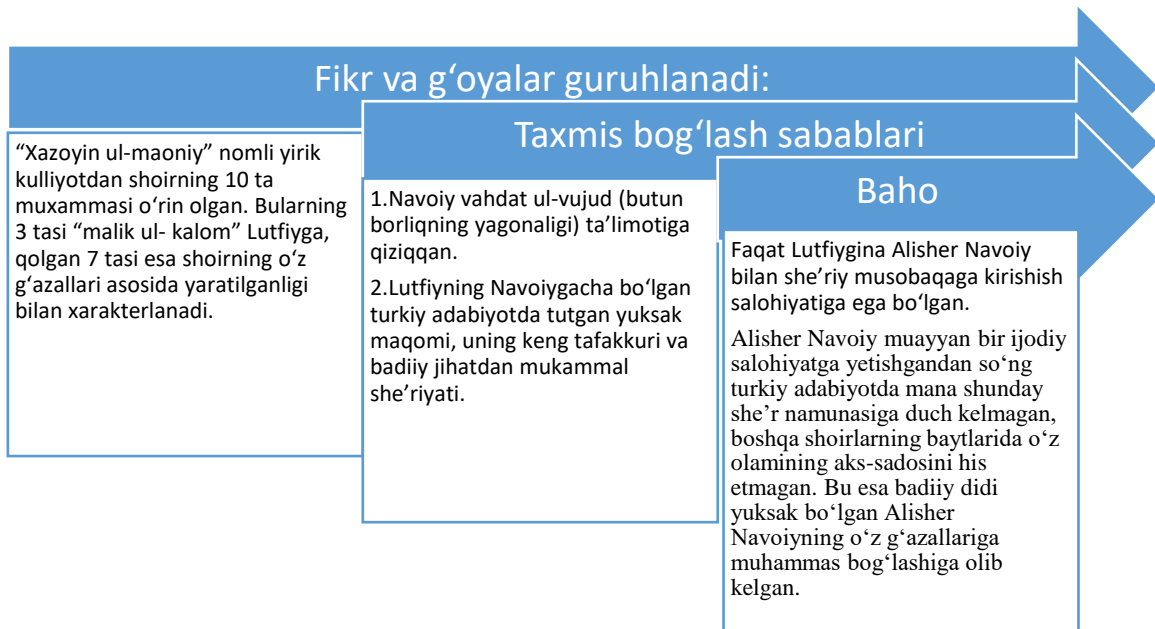 Fikr va g‘oyalar guruhlanadi:
“Xazoyin ul-maoniy” nomli yirik
kulliyotdan shoirning 10 ta
muxammasi o‘rin olgan. Bularning
3 tasi “malik ul- kalom” Lutfiyga,
qolgan 7 tasi esa shoirning o‘z
g‘azallari asosida yaratilganligi
bilan xarakterlanadi.
Taxmis bog‘lash sabablari
1.Navoiy vahdat ul-vujud (butun
borliqning yagonaligi) ta’limotiga
qiziqqan.
2.Lutfiyning Navoiygacha bo‘lgan
turkiy adabiyotda tutgan yuksak
maqomi, uning keng tafakkuri va
badiiy jihatdan mukammal
she’riyati.
Baho
Faqat Lutfiygina Alisher Navoiy
bilan she’riy musobaqaga kirishish
salohiyatiga ega bo‘lgan.
Alisher Navoiy muayyan bir ijodiy
salohiyatga yetishgandan so‘ng
turkiy adabiyotda mana shunday
she’r namunasiga duch kelmagan,
boshqa shoirlarning baytlarida o‘z
olamining aks-sadosini his
etmagan. Bu esa badiiy didi
yuksak bo‘lgan Alisher
Navoiyning o‘z g‘azallariga
muhammas bog‘lashiga olib
kelgan.